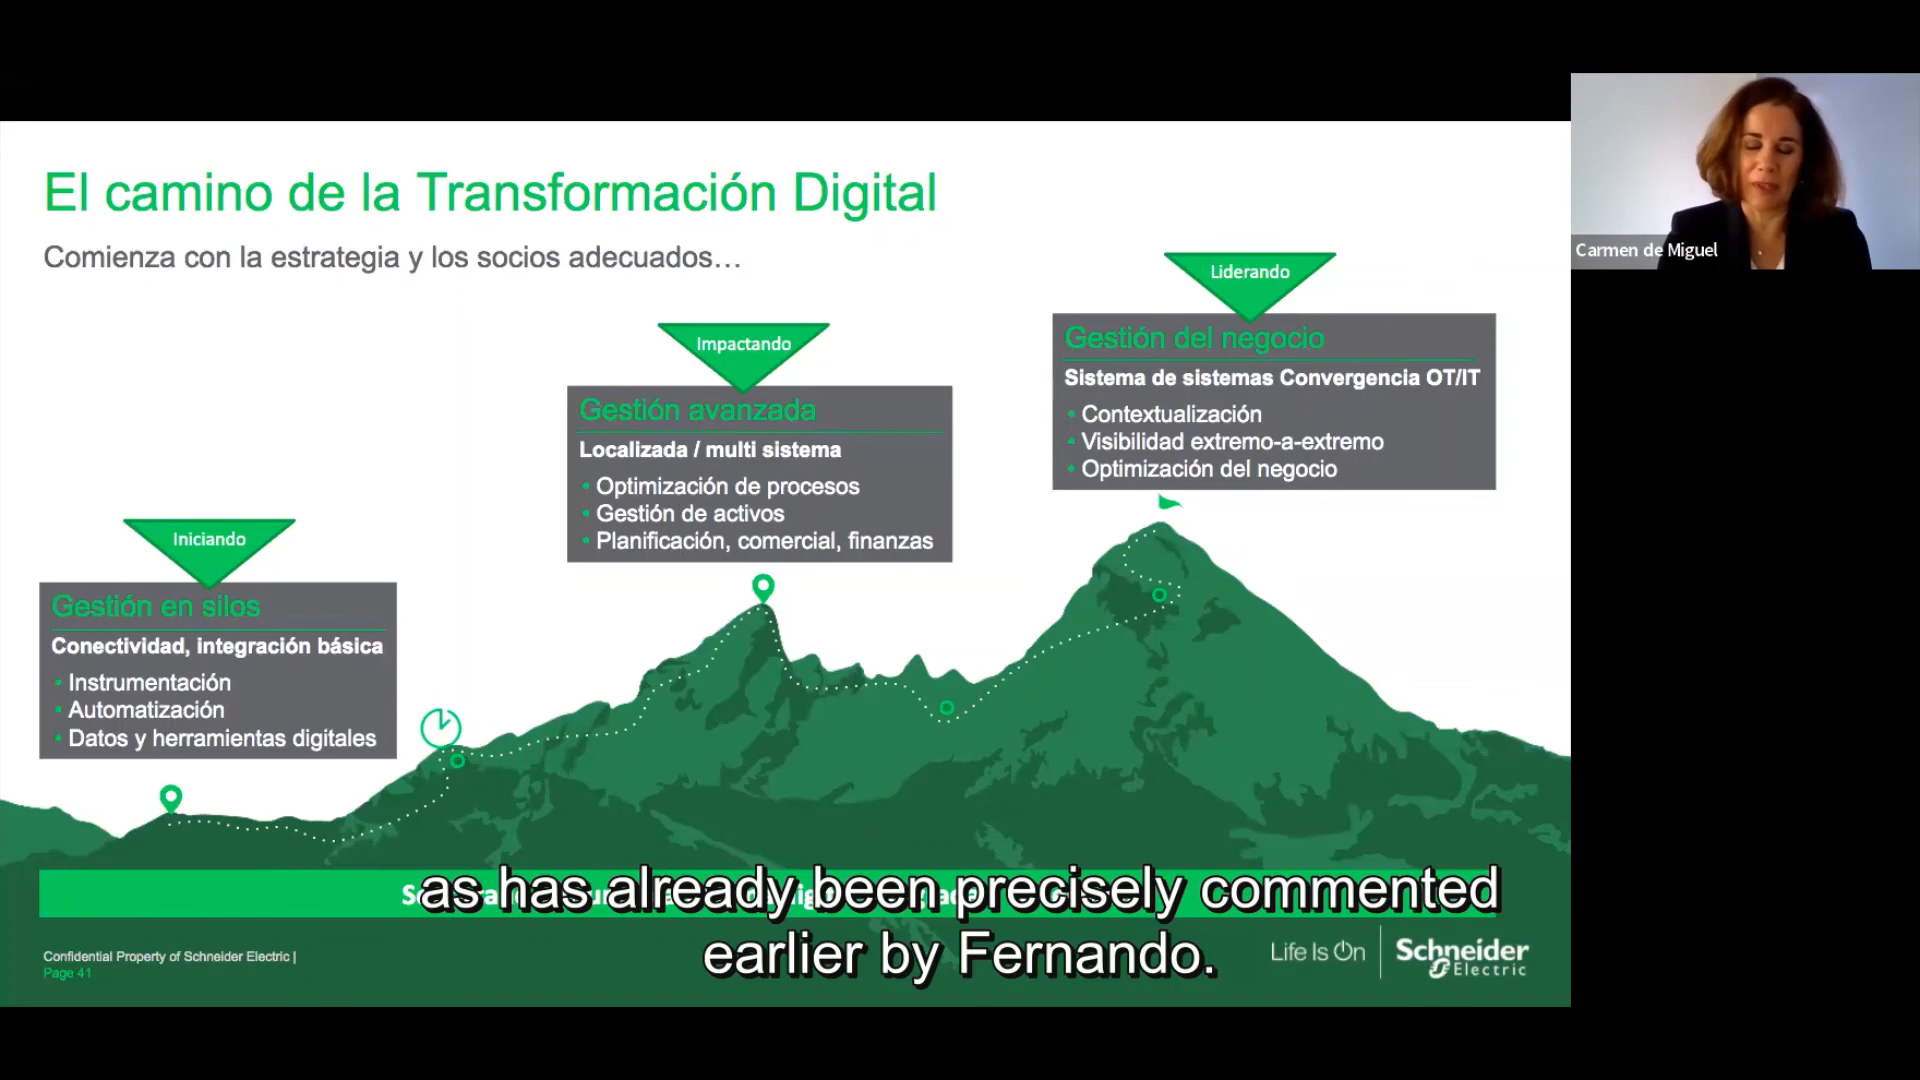 El camino de la Transformación Digital
Comienza con la estrategia y los socios adecuados…
Carmen de Miguel
Iniciando
Gestión en silos
Conectividad, integración básica
Instrumentación
Automatización
Datos y herramientas digitales
Impactando
Gestión avanzada
Localizada / multi sistema
Optimización de procesos
Gestión de activos
Planificación, comercial, finanzas
Liderando
Gestión del negocio
Sistema de sistemas Convergencia OT/IT
Contextualización
Visibilidad extremo-a-extremo
Optimización del negocio
as has already been precisely commented
earlier by Fernando.
Confidential Property of Schneider Electric |
Page 41
Life Is On
Schneider
Electric